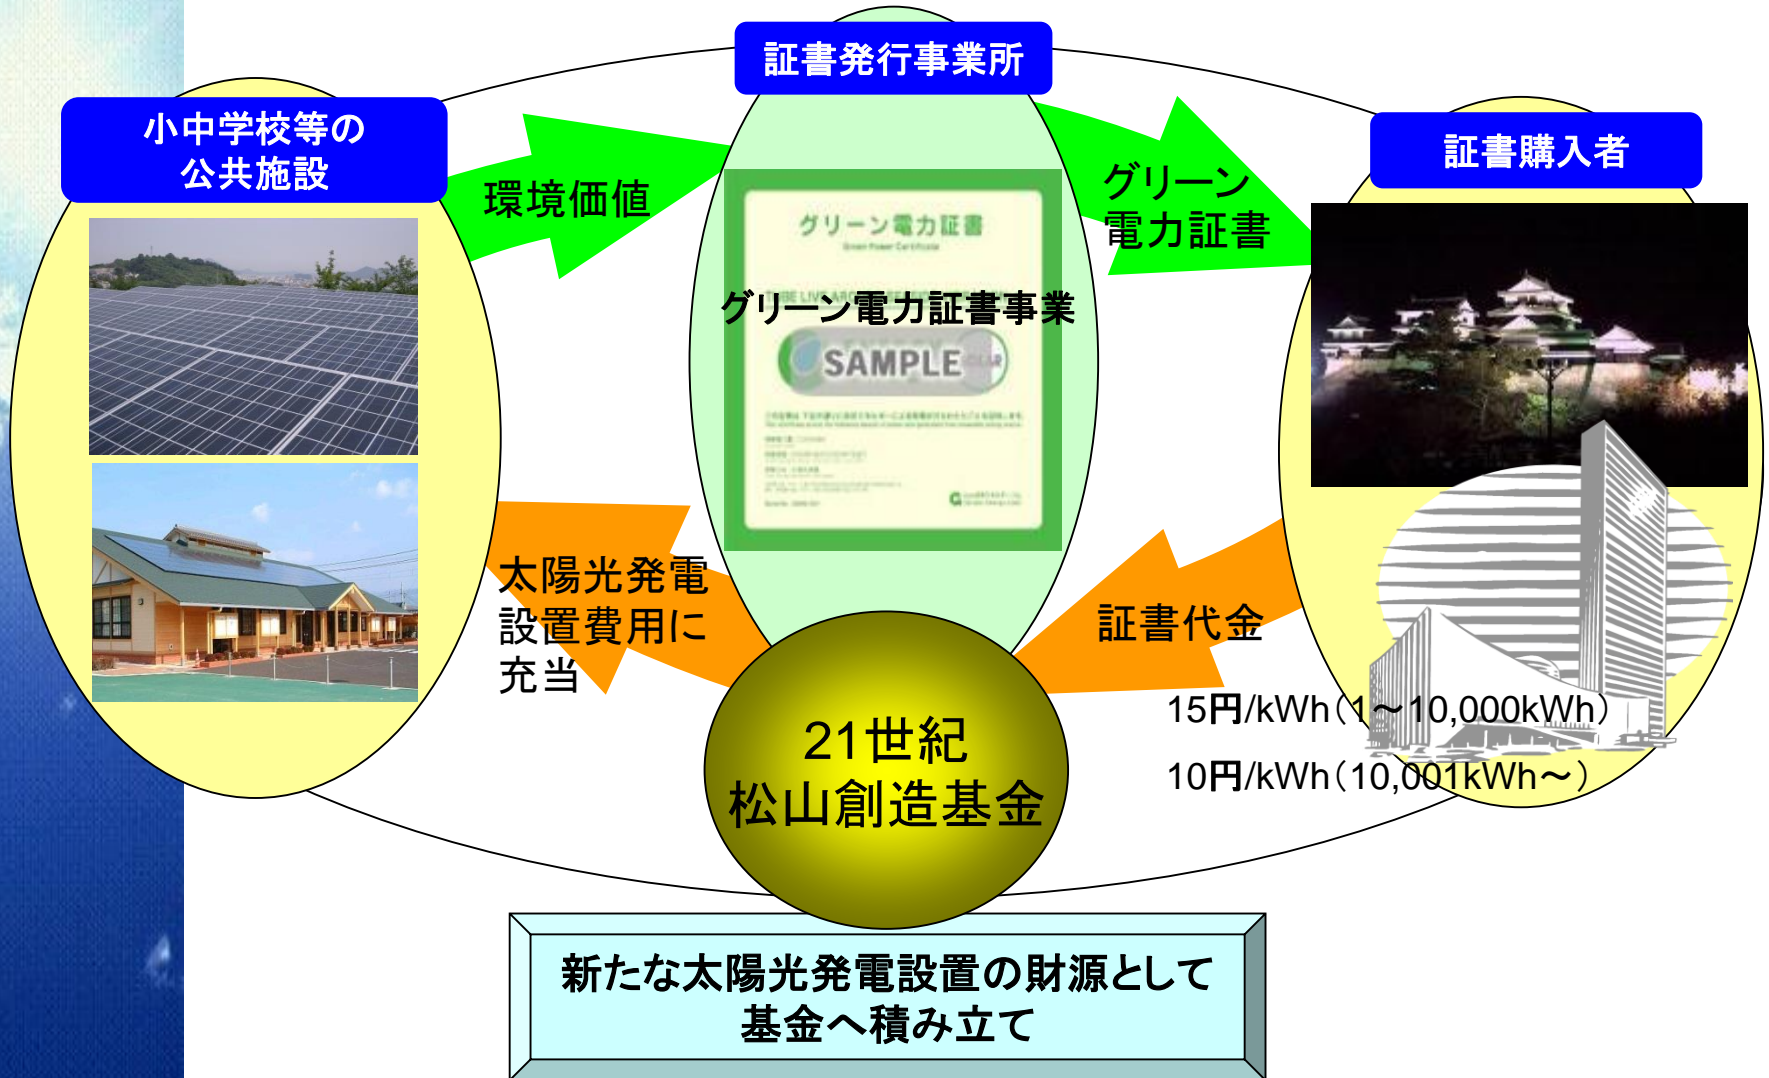 証書発行事業所
小中学校等の
公共施設
証書購入者
環境価値
グリーン
電力証書
グリーン電力証書
Green Power Certificate
グリーン電力証書事業
SAMPLE
太陽光発電
設置費用に
充当
証書代金
15円/kWh（1～10,000kWh）
10円/kWh（10,001kWh～）
21世紀
松山創造基金
新たな太陽光発電設置の財源として
基金へ積み立て